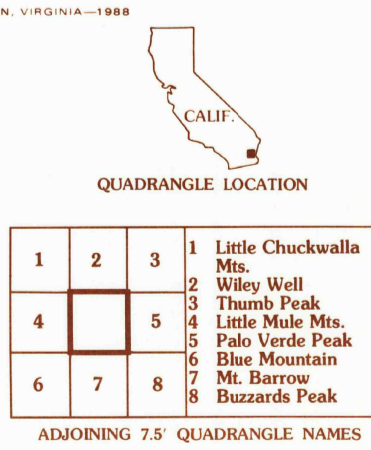 N, VIRGINIA—1988
CALIF.
QUADRANGLE LOCATION
1 2 3
4 5
6 7 8
1 Little Chuckwalla
Mts.
2 Wiley Well
3 Thumb Peak
4 Little Mule Mts.
5 Palo Verde Peak
6 Blue Mountain
7 Mt. Barrow
8 Buzzards Peak
ADJOINING 7.5′ QUADRANGLE NAMES